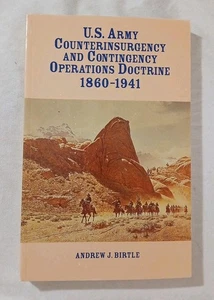 U.S. ARMY
COUNTERINSURGENCY
AND CONTINGENCY
OPERATIONS DOCTRINE
1860-1941
ANDREW J. BIRTLE